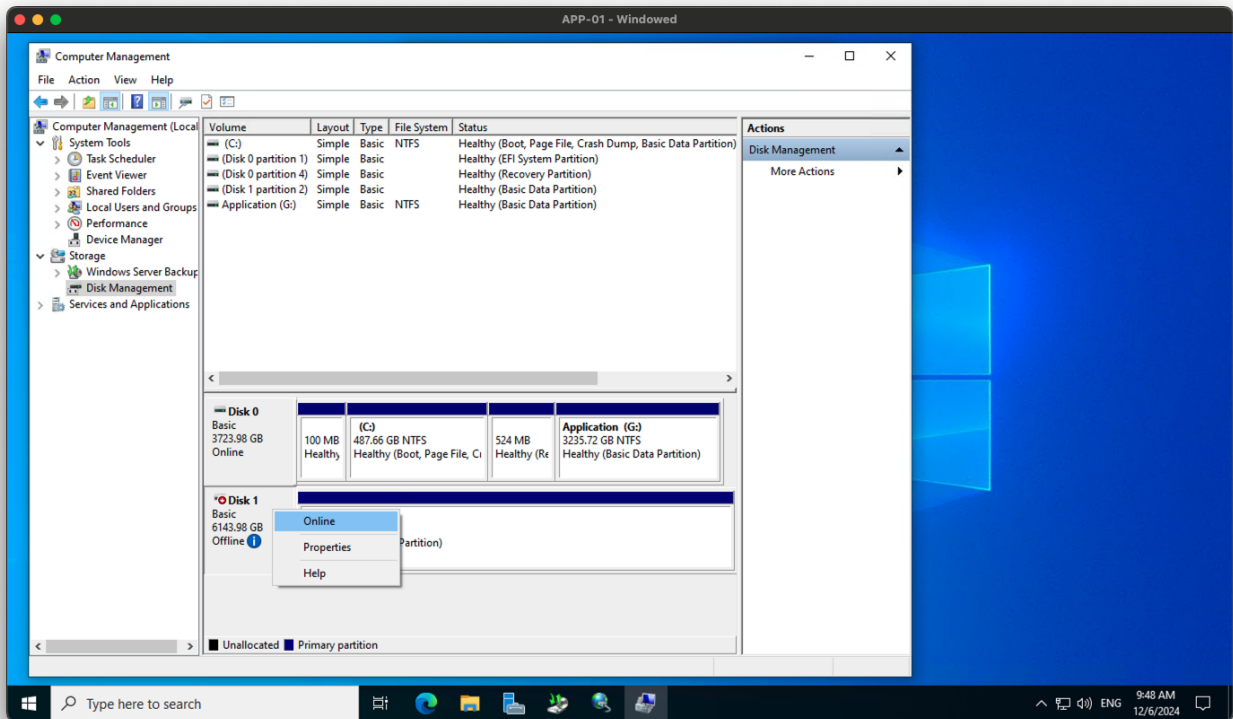 APP-01 - Windowed
Computer Management
File Action View Help
Computer Management (Local
System Tools
Task Scheduler
Event Viewer
Shared Folders
Local Users and Groups
Performance
Device Manager
Storage
Windows Server Backup
Disk Management
Services and Applications
Volume Layout Type File System Status
(C:) Simple Basic NTFS Healthy (Boot, Page File, Crash Dump, Basic Data Partition)
(Disk 0 partition 1) Simple Basic Healthy (EFI System Partition)
(Disk 0 partition 4) Simple Basic Healthy (Recovery Partition)
(Disk 1 partition 2) Simple Basic Healthy (Basic Data Partition)
Application (G:) Simple Basic NTFS Healthy (Basic Data Partition)
Actions
Disk Management
More Actions
Disk 0
Basic
3723.98 GB
Online
100 MB
Healthy
(C:)
487.66 GB NTFS
Healthy (Boot, Page File, Cr
524 MB
Healthy (Re
Application (G:)
3235.72 GB NTFS
Healthy (Basic Data Partition)
Disk 1
Basic
6143.98 GB
Offline
Partition)
Online
Properties
Help
Unallocated Primary partition
Type here to search
ENG
9:48 AM
12/6/2024